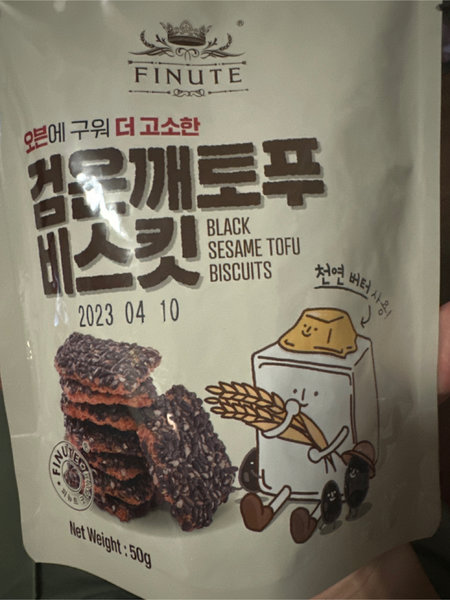 FINUTE
오븐에 구워 더 고소한
검은깨토푸
비스킷
BLACK
SESAME TOFU
BISCUITS
2023 04 10
천연 버터 사용!
FINUTE
Net Weight : 50g